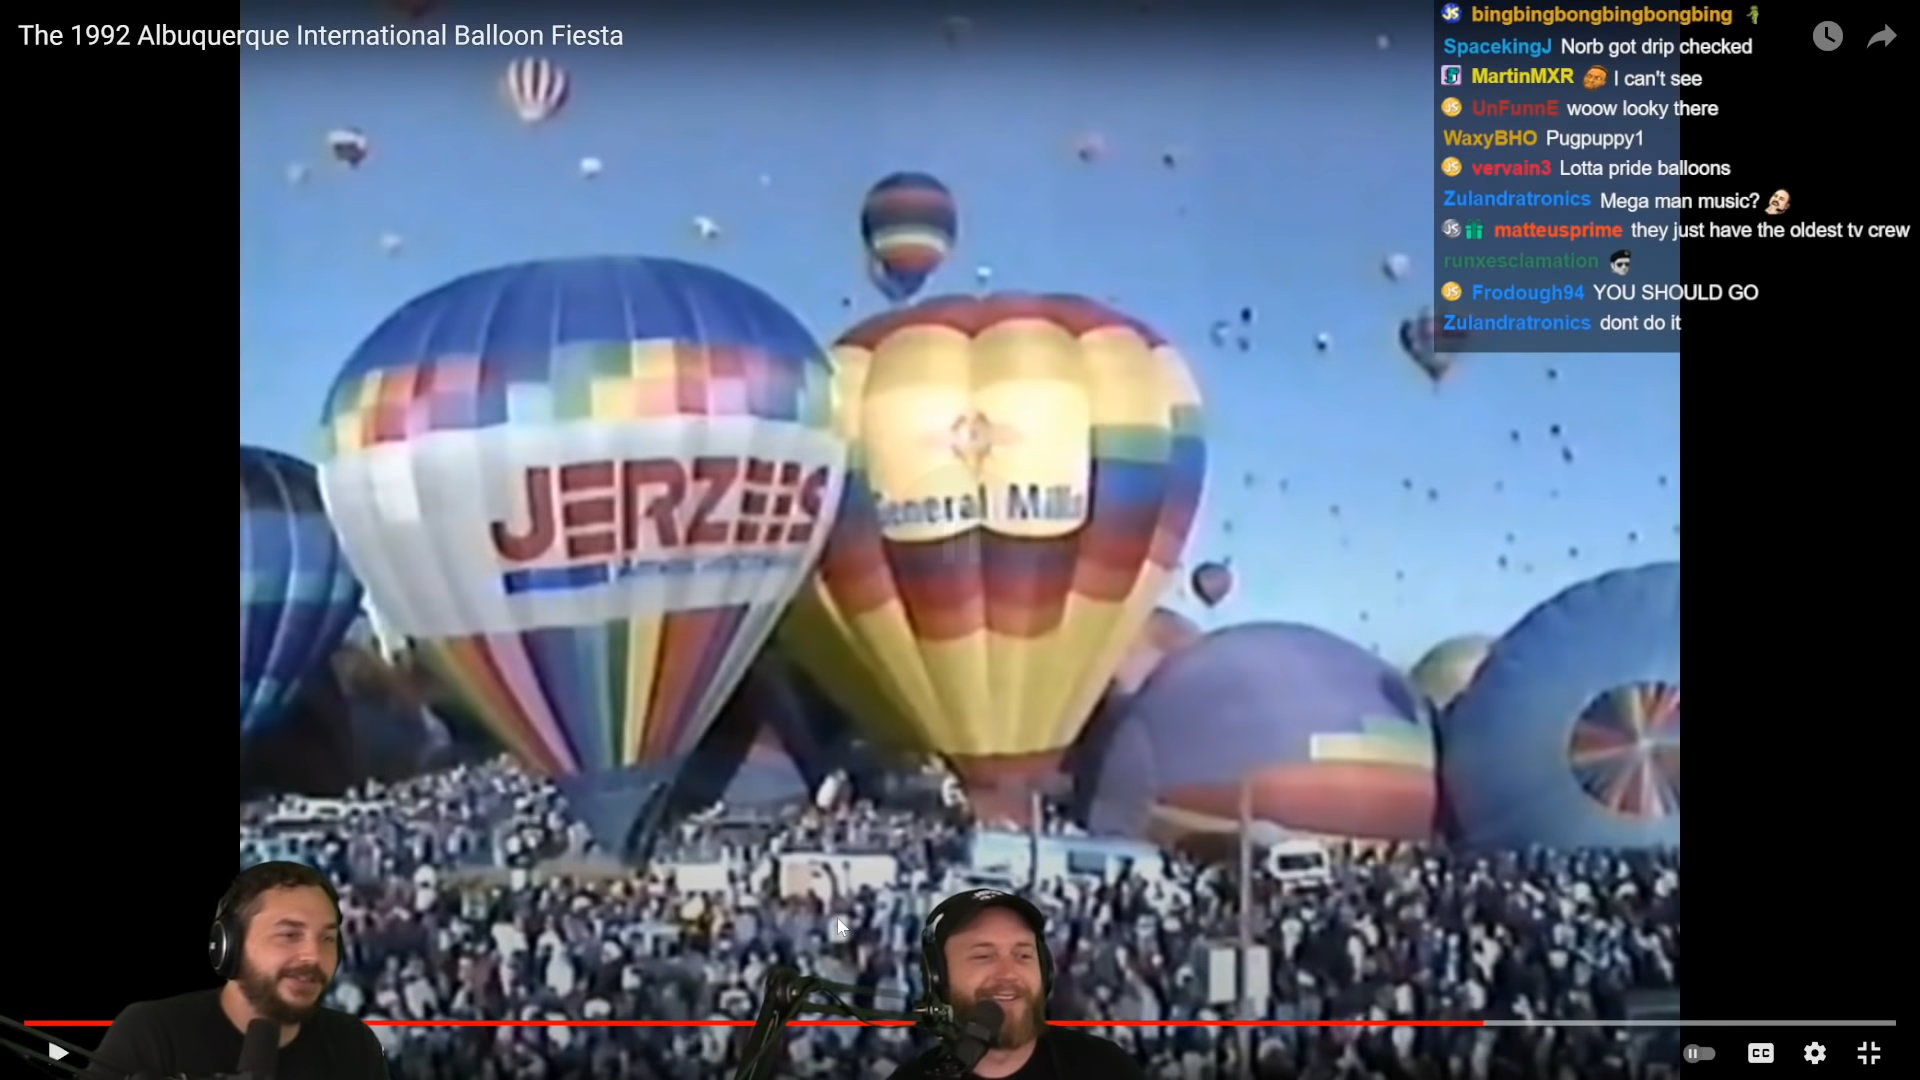 The 1992 Albuquerque International Balloon Fiesta
bingbingbongbingbongbing
SpacekingJ Norb got drip checked
MartinMXR I can't see
UnFunnE woow looky there
WaxyBHO Pugpuppy1
vervain3 Lotta pride balloons
Zulandratronics Mega man music?
matteusprime they just have the oldest tv crew
runxesclamation
Frodough94 YOU SHOULD GO
Zulandratronics dont do it
JERZEES
General Mills
CC